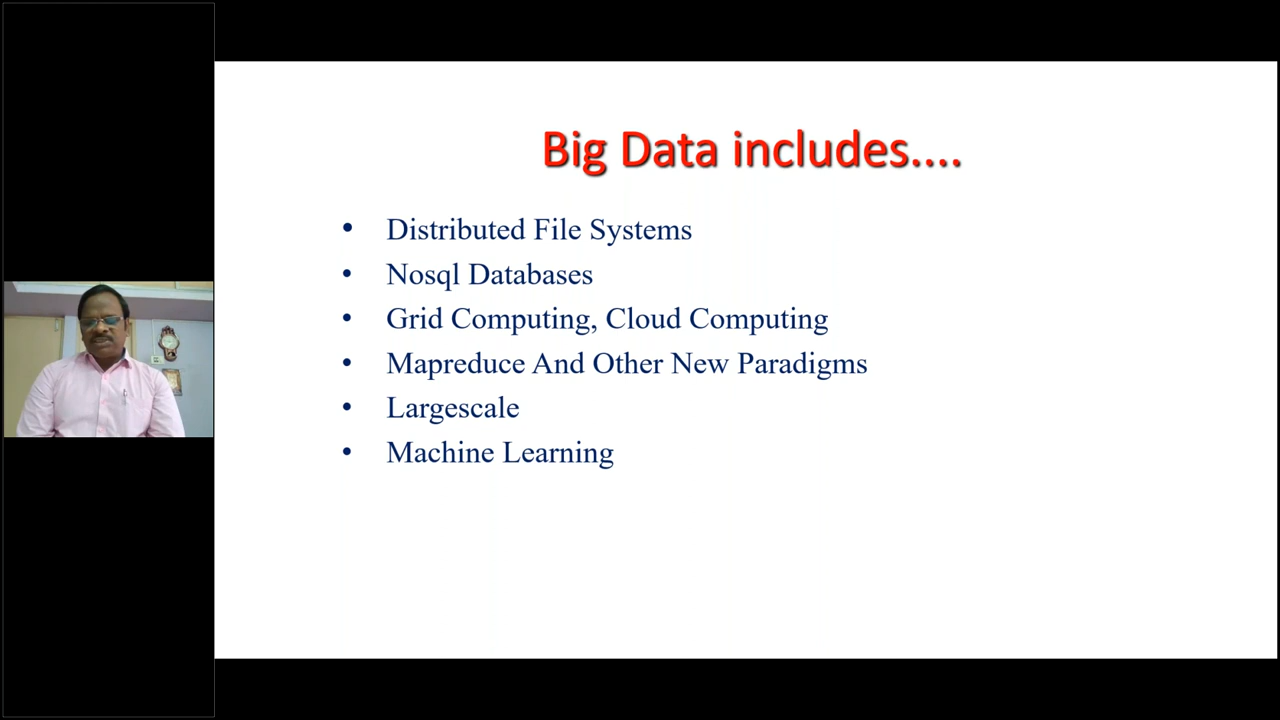 Big Data includes....
• Distributed File Systems
• Nosql Databases
• Grid Computing, Cloud Computing
• Mapreduce And Other New Paradigms
• Largescale
• Machine Learning